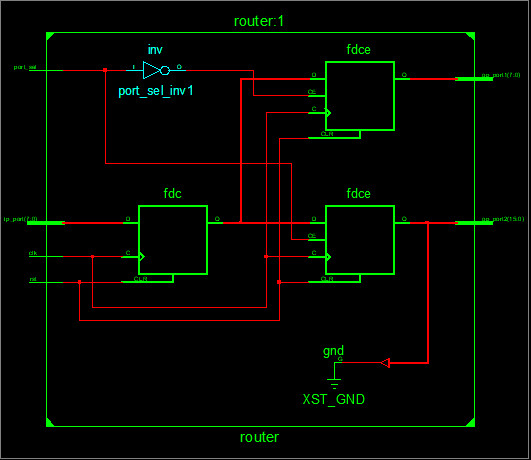 router:1
inv
fdce
port_sel
I
O
D
Q
op_port1(7:0)
port_sel_inv1
CE
C
CLR
fdc
fdce
ip_port(7:0)
D
Q
D
Q
op_port2(15:0)
CE
clk
C
C
rst
CLR
CLR
gnd
G
XST_GND
router